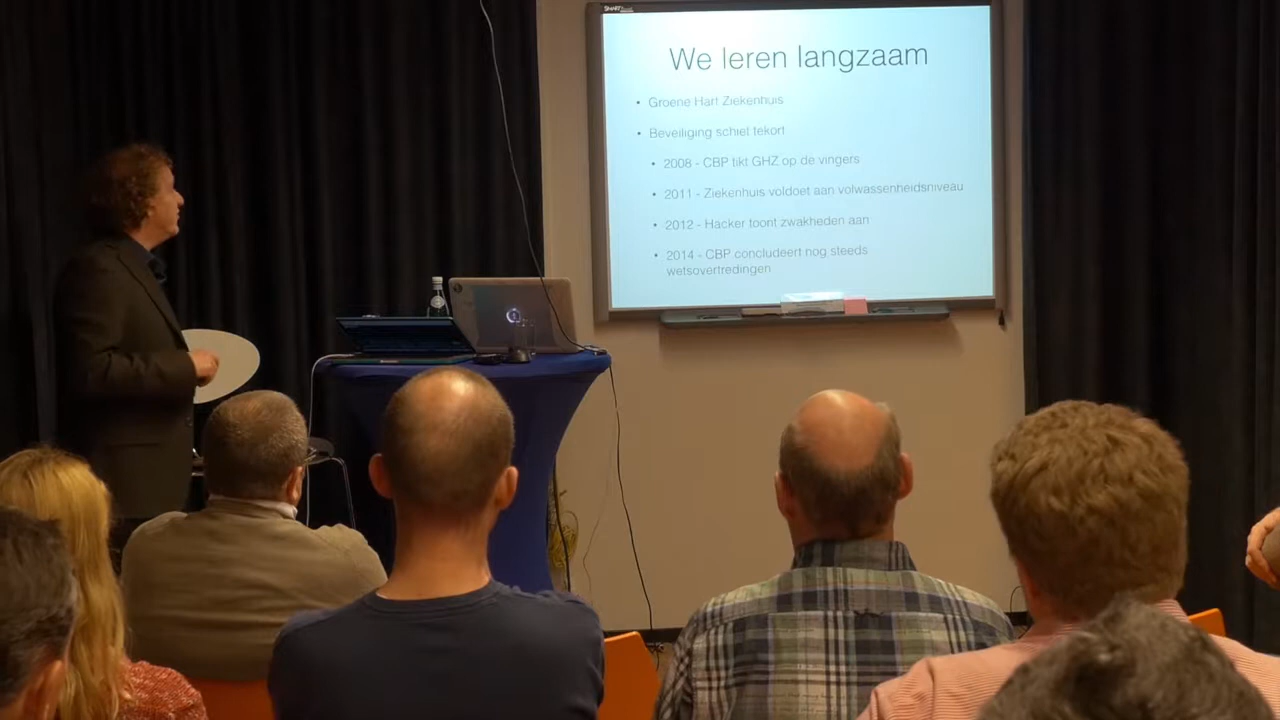 SMART
We leren langzaam
• Groene Hart Ziekenhuis
• Beveiliging schiet tekort
• 2008 - CBP tikt GHZ op de vingers
• 2011 - Ziekenhuis voldoet aan volwassenheidsniveau
• 2012 - Hacker toont zwakheden aan
• 2014 - CBP concludeert nog steeds
wetsovertredingen